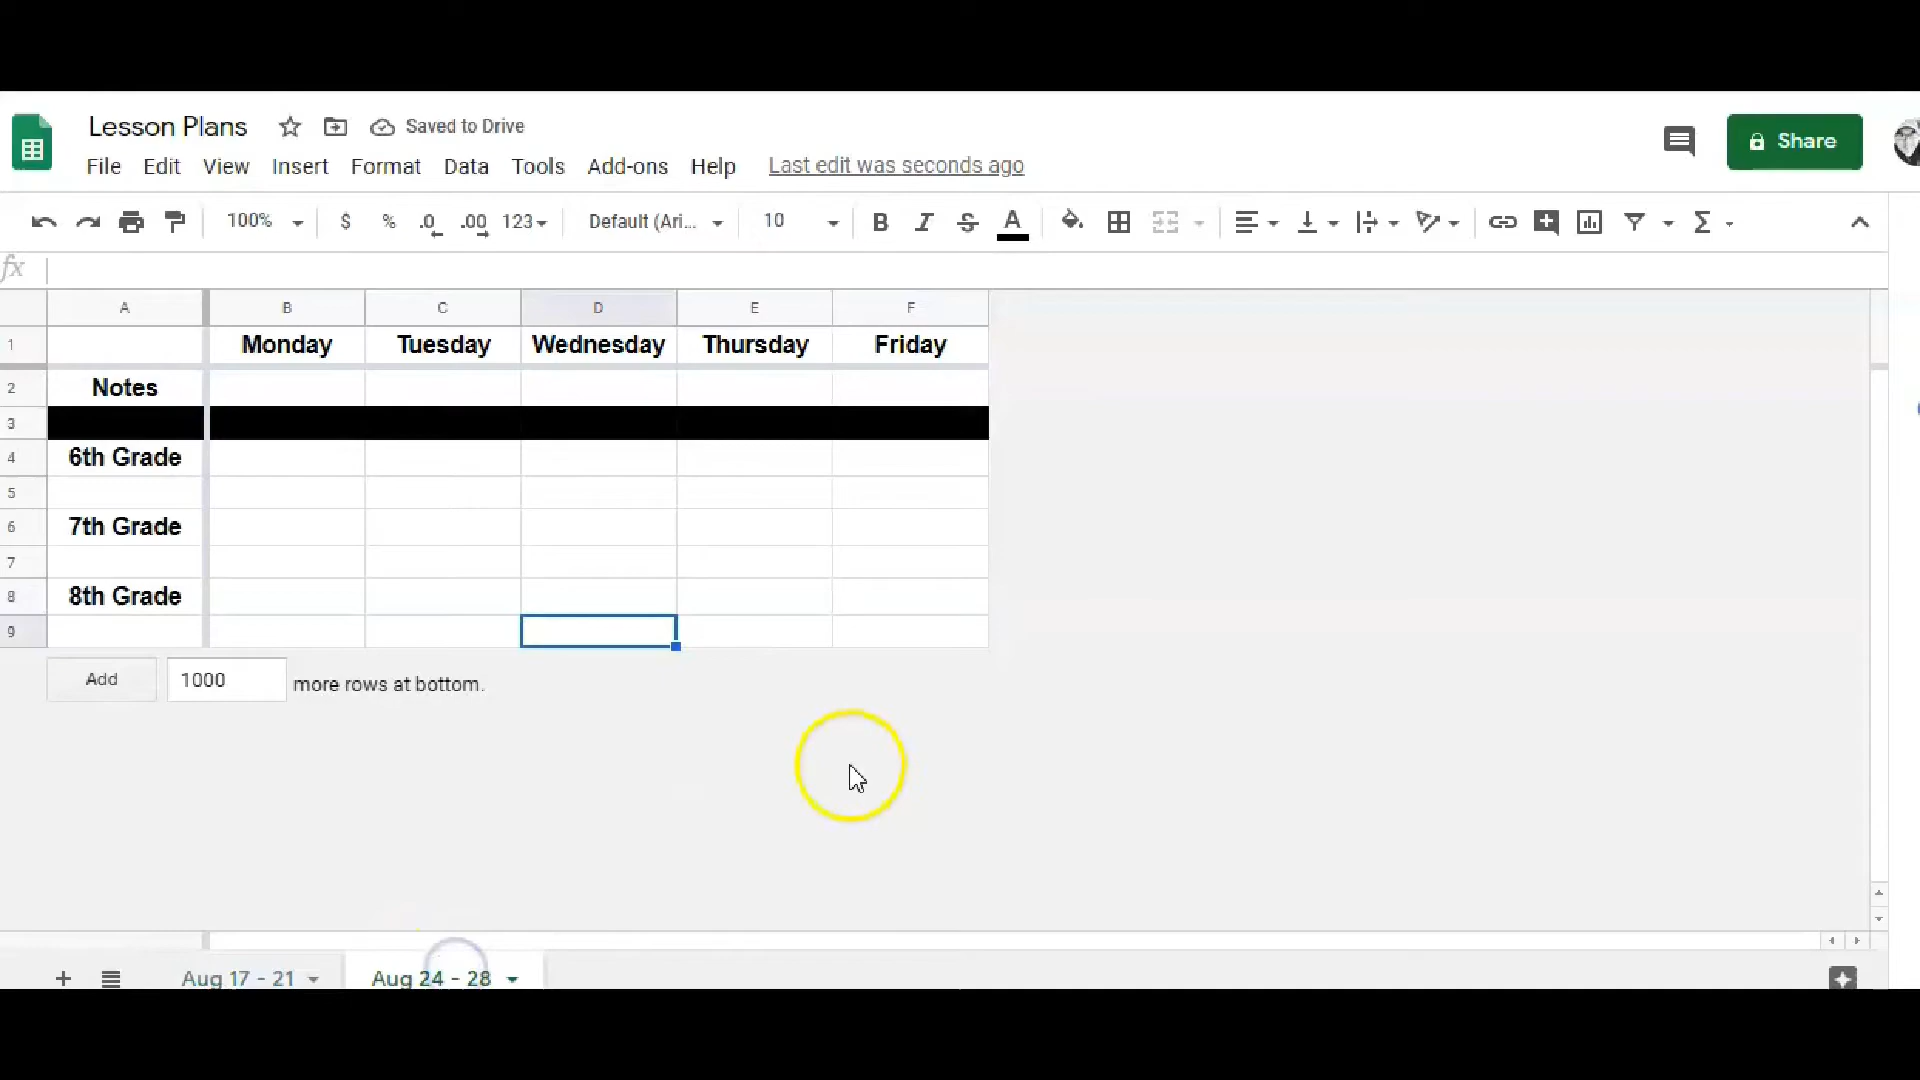 Lesson Plans Saved to Drive
Share
File Edit View Insert Format Data Tools Add-ons Help Last edit was seconds ago
100% $ % .0 .00 123 Default (Ari... 10 B I S A Σ
fx
A B C D E F
1 Monday Tuesday Wednesday Thursday Friday
2 Notes
3
4 6th Grade
5
6 7th Grade
7
8 8th Grade
9
Add 1000 more rows at bottom.
+ Aug 17 - 21 Aug 24 - 28